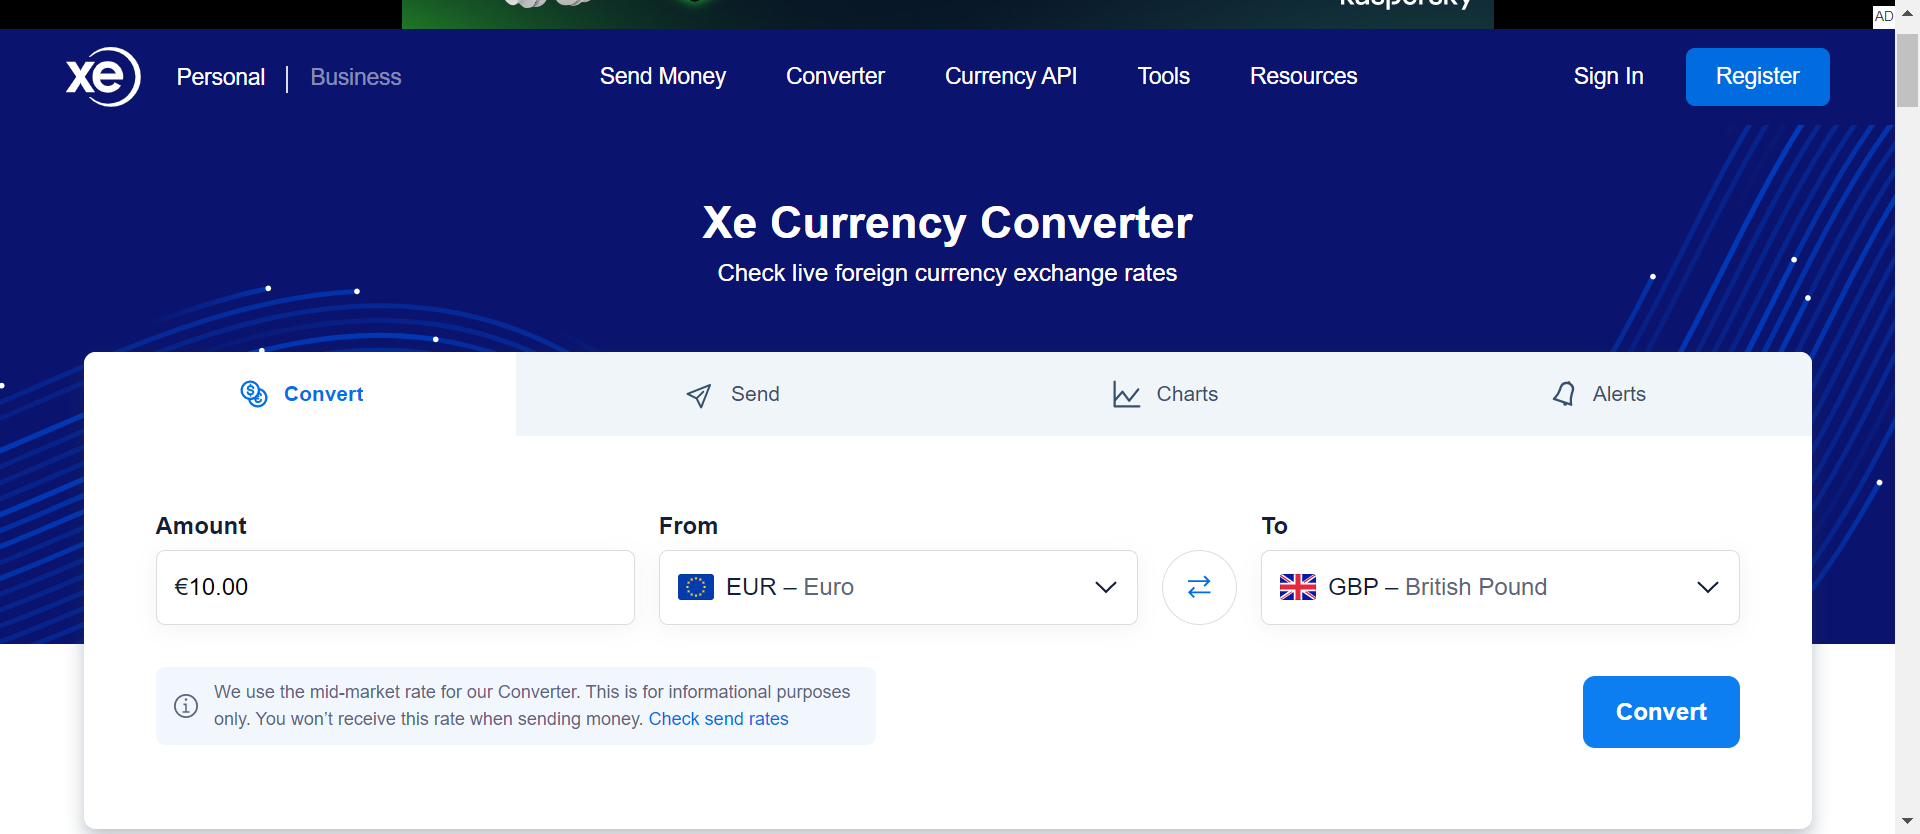 kaspersky
AD
xe
Personal | Business
Send Money
Converter
Currency API
Tools
Resources
Sign In
Register
Xe Currency Converter
Check live foreign currency exchange rates
Convert
Send
Charts
Alerts
Amount
From
To
€10.00
EUR – Euro
GBP – British Pound
We use the mid-market rate for our Converter. This is for informational purposes
only. You won’t receive this rate when sending money. Check send rates
Convert